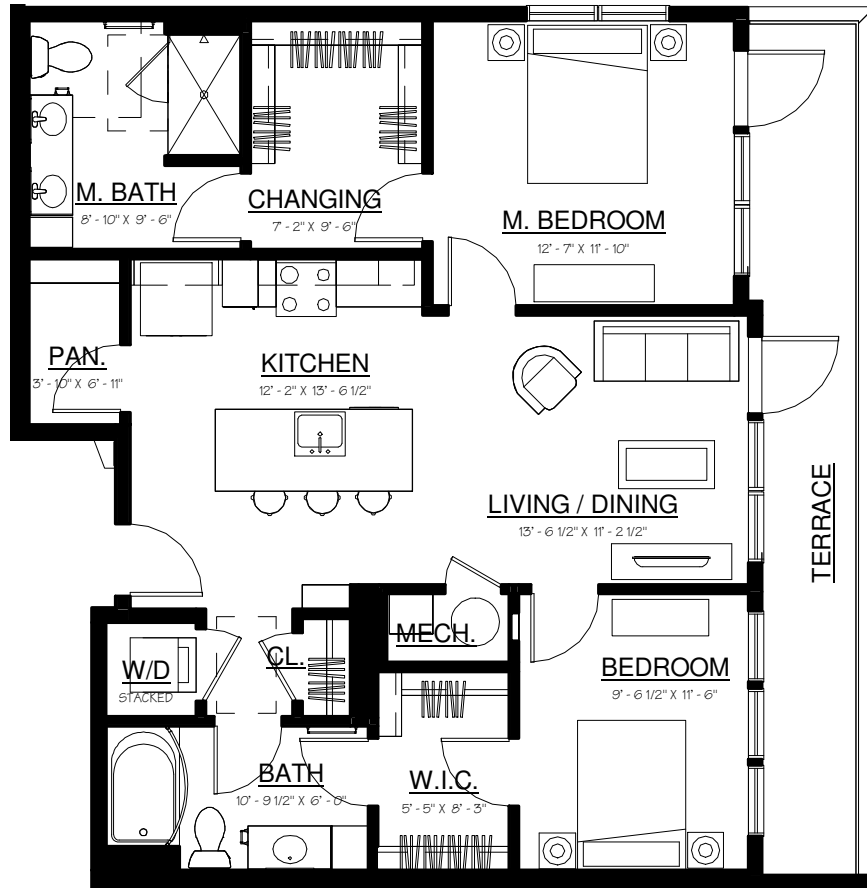 M. BATH
8' - 10" X 9' - 6"
CHANGING
7' - 2" X 9' - 6"
M. BEDROOM
12' - 7" X 11' - 10"
PAN.
3' - 10" X 6' - 11"
KITCHEN
12' - 2" X 13' - 6 1/2"
LIVING / DINING
13' - 6 1/2" X 11' - 2 1/2"
TERRACE
MECH.
W/D
STACKED
CL.
BEDROOM
9' - 6 1/2" X 11' - 6"
BATH
10' - 9 1/2" X 6' - 0"
W.I.C.
5' - 5" X 8' - 3"